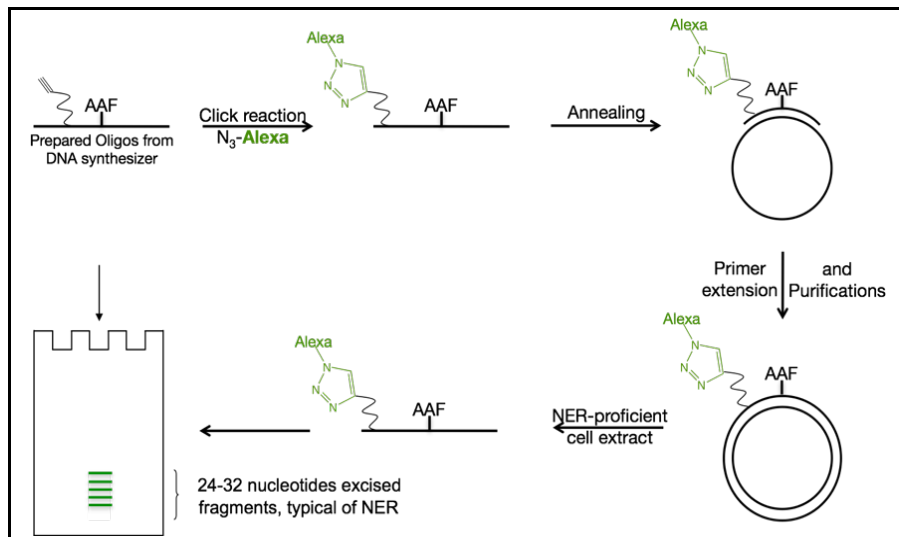 Alexa
N
N
N
AAF
Prepared Oligos from
DNA synthesizer
Click reaction
N3-Alexa
Alexa
N
N
N
AAF
Annealing
Alexa
N
N
N
AAF
Primer
extension
and
Purifications
Alexa
N
N
N
AAF
NER-proficient
cell extract
AAF
24-32 nucleotides excised
fragments, typical of NER